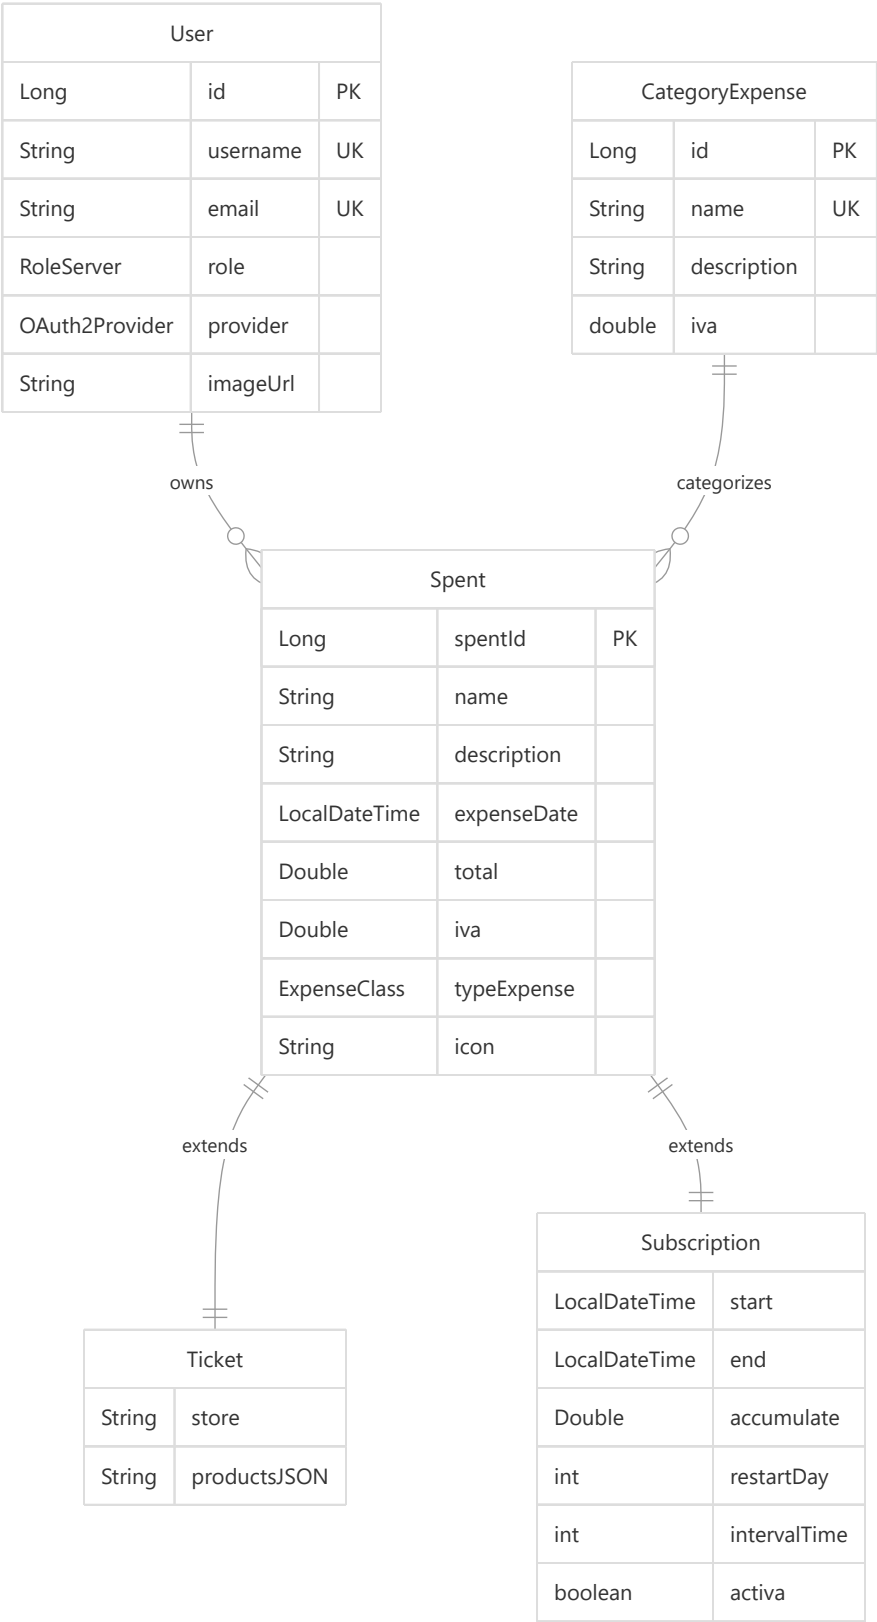 User
Long id PK
String username UK
String email UK
RoleServer role
OAuth2Provider provider
String imageUrl
CategoryExpense
Long id PK
String name UK
String description
double iva
owns
categorizes
Spent
Long spentId PK
String name
String description
LocalDateTime expenseDate
Double total
Double iva
ExpenseClass typeExpense
String icon
extends
extends
Ticket
String store
String productsJSON
Subscription
LocalDateTime start
LocalDateTime end
Double accumulate
int restartDay
int intervalTime
boolean activa